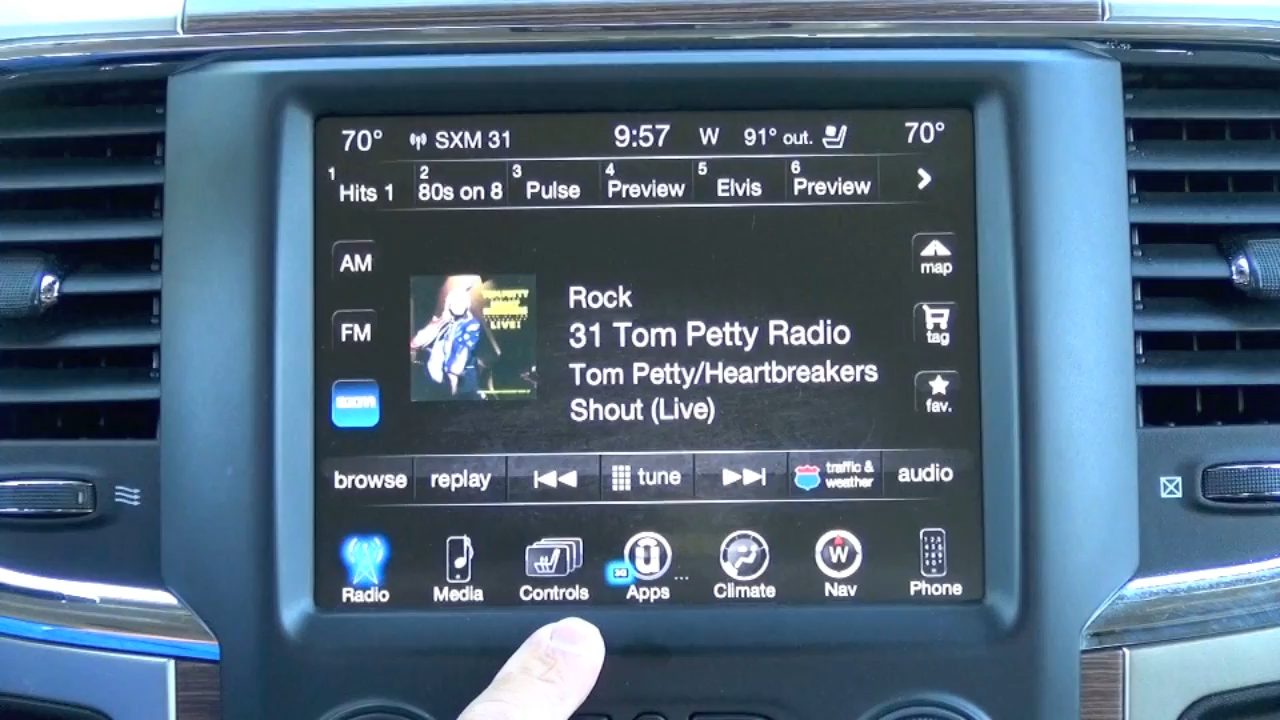 70° SXM 31 9:57 W 91° out. 70°
1 Hits 1 2 80s on 8 3 Pulse 4 Preview 5 Elvis 6 Preview
AM
FM
sxm
LIVE!
Rock
31 Tom Petty Radio
Tom Petty/Heartbreakers
Shout (Live)
map
tag
fav.
browse replay tune traffic & weather audio
W
Radio Media Controls Apps Climate Nav Phone